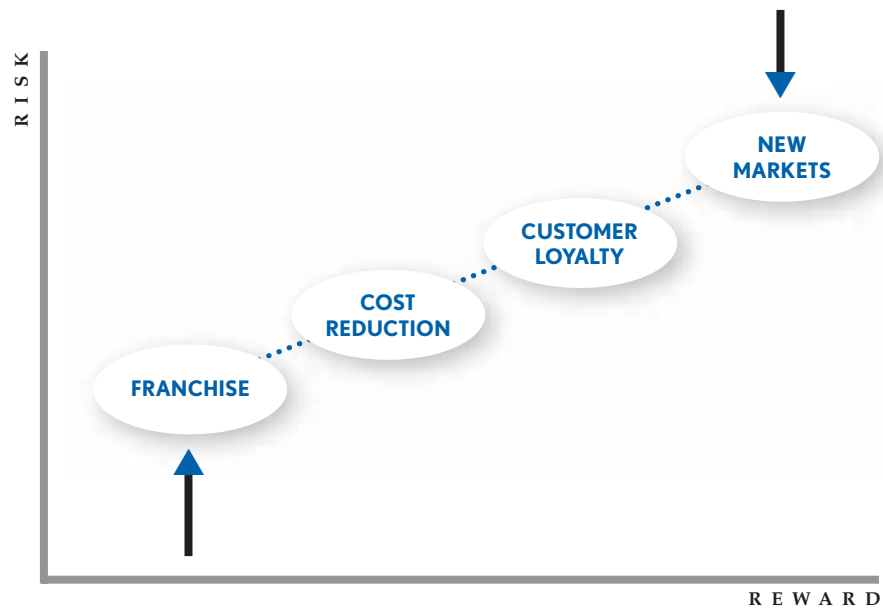 RISK
NEW
MARKETS
CUSTOMER
LOYALTY
COST
REDUCTION
FRANCHISE
REWARD